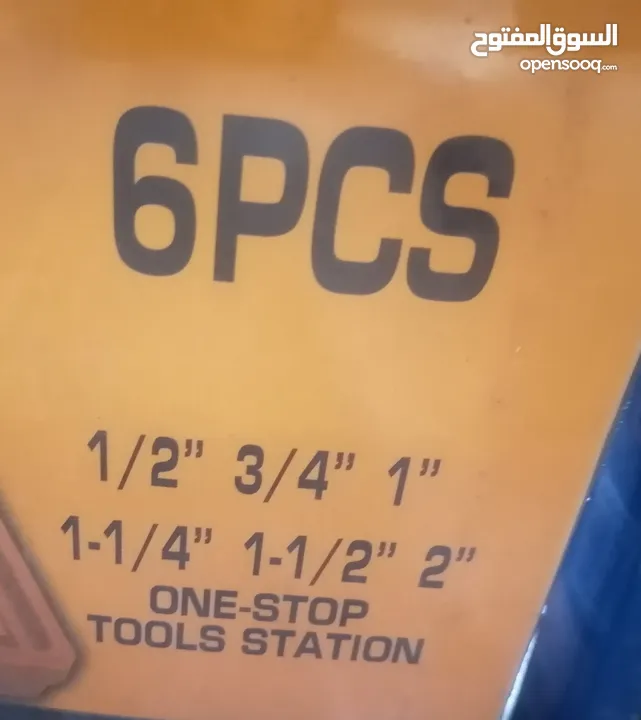 السوق المفتوح
opensooq.com
6PCS
1/2" 3/4" 1"
1-1/4" 1-1/2" 2"
ONE-STOP
TOOLS STATION